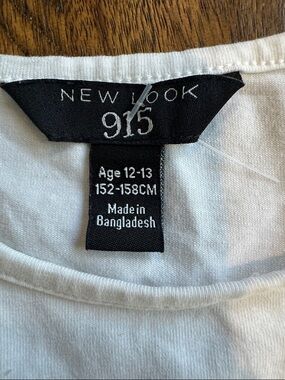 NEW LOOK
915
Age 12-13
152-158CM
Made in
Bangladesh